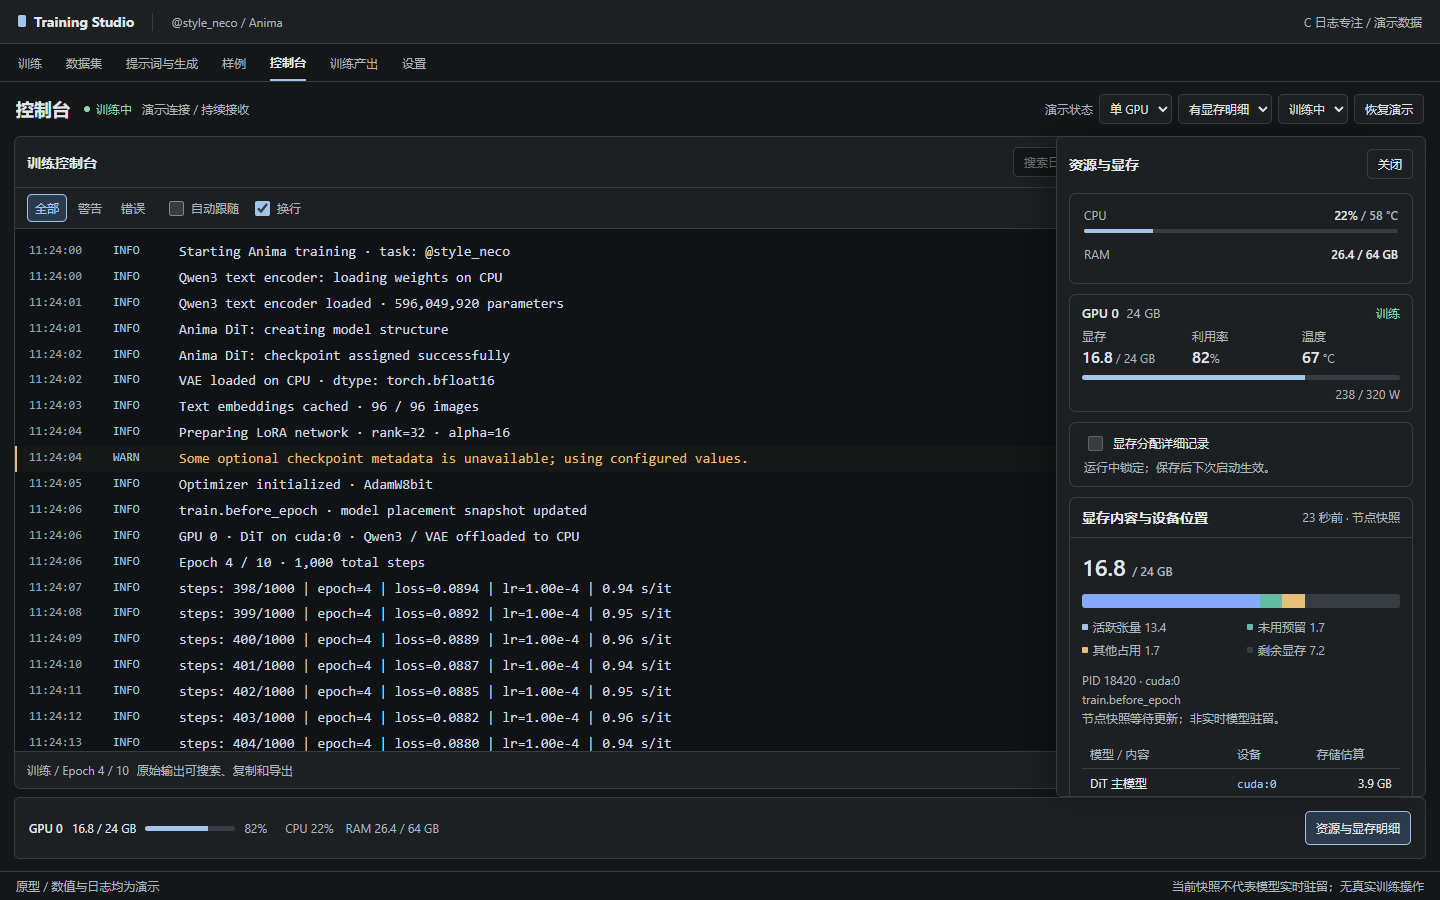 Training Studio @style_neco / Anima C 日志专注 / 演示数据
训练 数据集 提示词与生成 样例 控制台 训练产出 设置
控制台 训练中 演示连接 / 持续接收 演示状态 单 GPU 有显存明细 训练中 恢复演示
训练控制台
全部 警告 错误 自动跟随 换行
11:24:00 INFO Starting Anima training · task: @style_neco
11:24:00 INFO Qwen3 text encoder: loading weights on CPU
11:24:01 INFO Qwen3 text encoder loaded · 596,049,920 parameters
11:24:01 INFO Anima DiT: creating model structure
11:24:02 INFO Anima DiT: checkpoint assigned successfully
11:24:02 INFO VAE loaded on CPU · dtype: torch.bfloat16
11:24:03 INFO Text embeddings cached · 96 / 96 images
11:24:04 INFO Preparing LoRA network · rank=32 · alpha=16
11:24:04 WARN Some optional checkpoint metadata is unavailable; using configured values.
11:24:05 INFO Optimizer initialized · AdamW8bit
11:24:06 INFO train.before_epoch · model placement snapshot updated
11:24:06 INFO GPU 0 · DiT on cuda:0 · Qwen3 / VAE offloaded to CPU
11:24:06 INFO Epoch 4 / 10 · 1,000 total steps
11:24:07 INFO steps: 398/1000 | epoch=4 | loss=0.0894 | lr=1.00e-4 | 0.94 s/it
11:24:08 INFO steps: 399/1000 | epoch=4 | loss=0.0892 | lr=1.00e-4 | 0.95 s/it
11:24:09 INFO steps: 400/1000 | epoch=4 | loss=0.0889 | lr=1.00e-4 | 0.96 s/it
11:24:10 INFO steps: 401/1000 | epoch=4 | loss=0.0887 | lr=1.00e-4 | 0.94 s/it
11:24:11 INFO steps: 402/1000 | epoch=4 | loss=0.0885 | lr=1.00e-4 | 0.95 s/it
11:24:12 INFO steps: 403/1000 | epoch=4 | loss=0.0882 | lr=1.00e-4 | 0.96 s/it
11:24:13 INFO steps: 404/1000 | epoch=4 | loss=0.0880 | lr=1.00e-4 | 0.94 s/it
训练 / Epoch 4 / 10 原始输出可搜索、复制和导出
搜索
资源与显存 关闭
CPU 22% / 58 °C
RAM 26.4 / 64 GB
GPU 0 24 GB 训练
显存 利用率 温度
16.8 / 24 GB 82% 67 °C
238 / 320 W
显存分配详细记录
运行中锁定；保存后下次启动生效。
显存内容与设备位置 23 秒前 · 节点快照
16.8 / 24 GB
活跃张量 13.4 未用预留 1.7
其他占用 1.7 剩余显存 7.2
PID 18420 · cuda:0
train.before_epoch
节点快照等待更新；非实时模型驻留。
模型 / 内容 设备 存储估算
DiT 主模型 cuda:0 3.9 GB
GPU 0 16.8 / 24 GB 82% CPU 22% RAM 26.4 / 64 GB 资源与显存明细
原型 / 数值与日志均为演示 当前快照不代表模型实时驻留；无真实训练操作